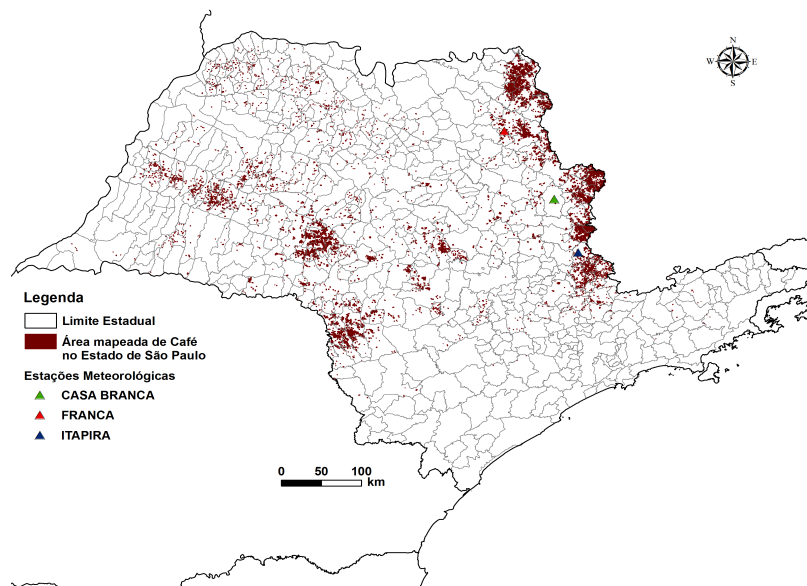 N
W
E
S
Legenda
Limite Estadual
Área mapeada de Café
no Estado de São Paulo
Estações Meteorológicas
CASA BRANCA
FRANCA
ITAPIRA
0 50 100
km